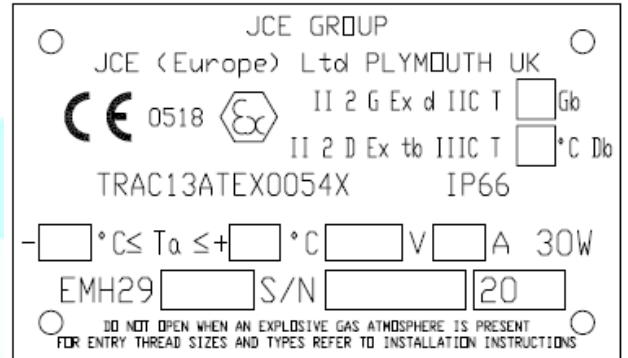 JCE GROUP
JCE (Europe) Ltd PLYMOUTH UK
CE 0518 Ex II 2 G Ex d IIC T Gb
II 2 D Ex tb IIIC T °C Db
TRAC13ATEX0054X IP66
- °C≤ Ta ≤+ °C V A 30W
EMH29 S/N 20
DO NOT OPEN WHEN AN EXPLOSIVE GAS ATMOSPHERE IS PRESENT
FOR ENTRY THREAD SIZES AND TYPES REFER TO INSTALLATION INSTRUCTIONS